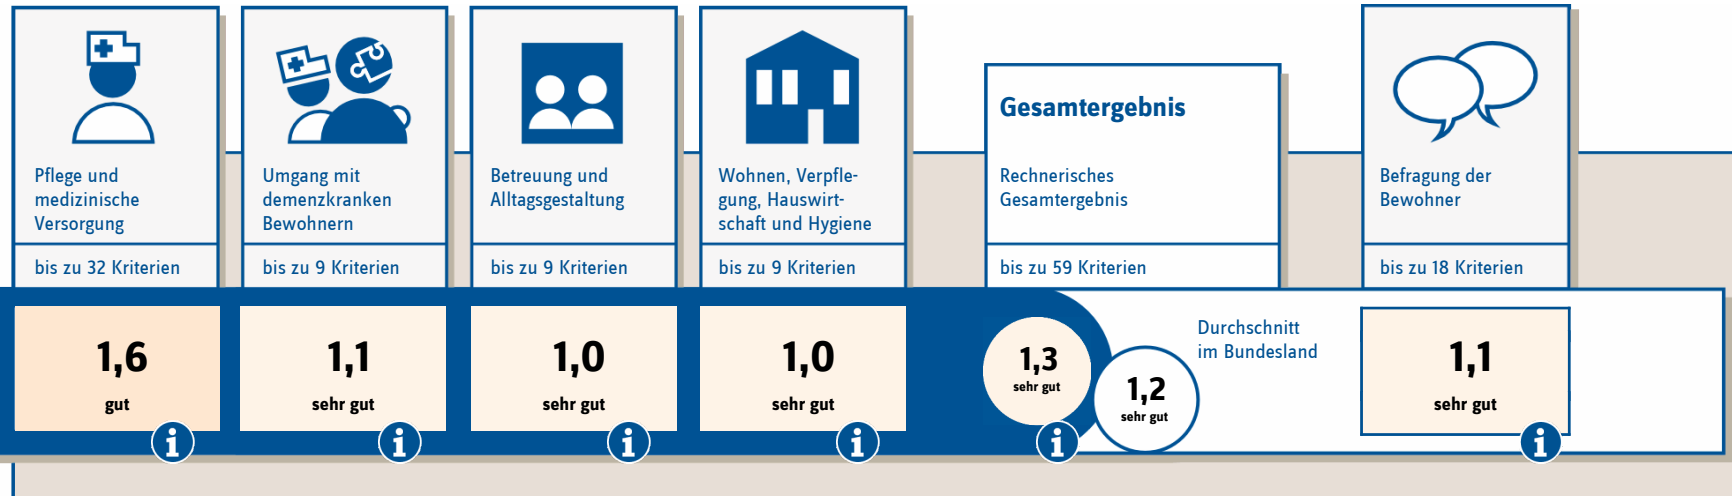 Pflege und
medizinische
Versorgung
bis zu 32 Kriterien
1,6
gut
Umgang mit
demenzkranken
Bewohnern
bis zu 9 Kriterien
1,1
sehr gut
Betreuung und
Alltagsgestaltung
bis zu 9 Kriterien
1,0
sehr gut
Wohnen, Verpfle-
gung, Hauswirt-
schaft und Hygiene
bis zu 9 Kriterien
1,0
sehr gut
Gesamtergebnis
Rechnerisches
Gesamtergebnis
bis zu 59 Kriterien
1,3
sehr gut
1,2
sehr gut
Durchschnitt
im Bundesland
Befragung der
Bewohner
bis zu 18 Kriterien
1,1
sehr gut